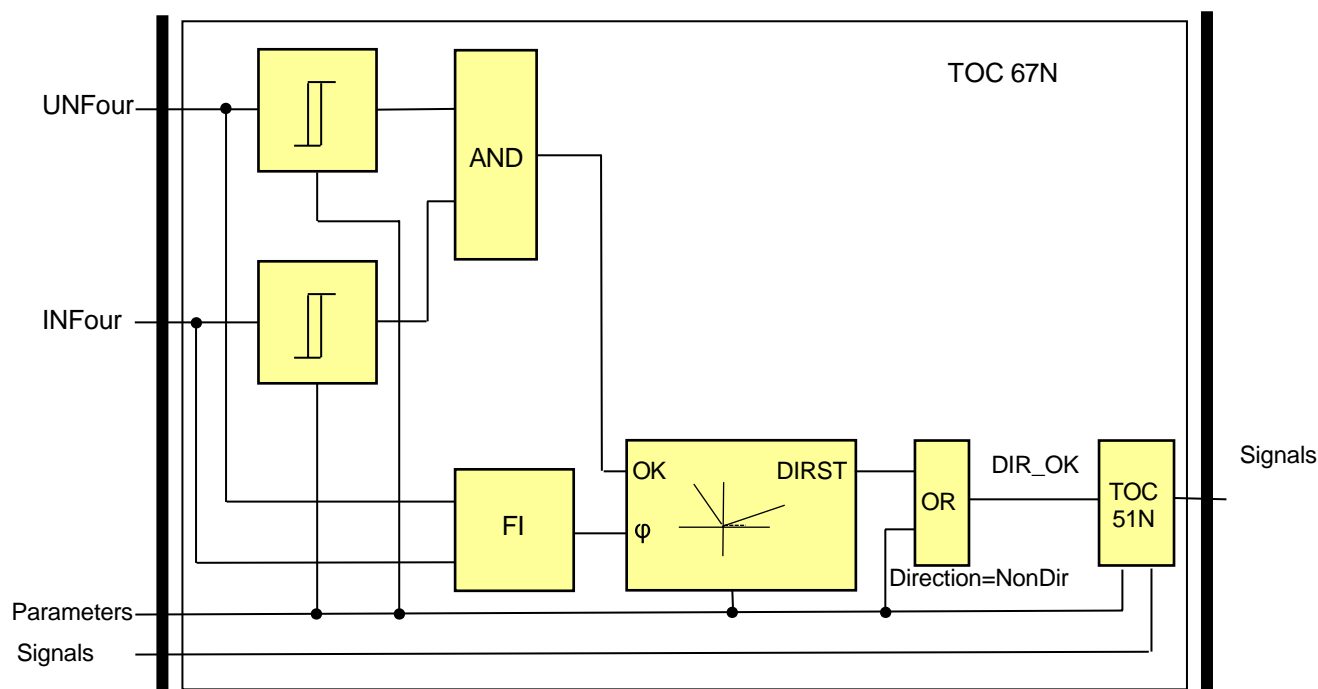 TOC 67N
UNFour
AND
INFour
OK
DIRST
DIR_OK
Signals
TOC
51N
OR
FI
φ
Direction=NonDir
Parameters
Signals